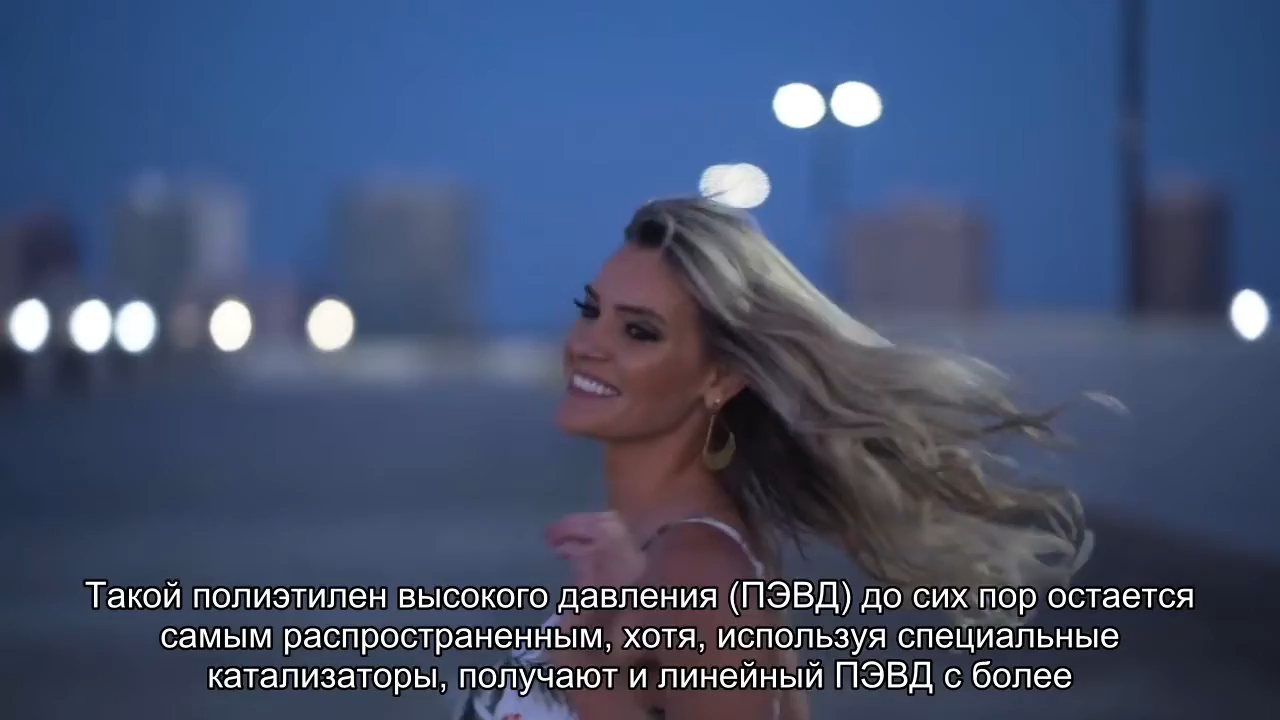 Такой полиэтилен высокого давления (ПЭВД) до сих пор остается
самым распространенным, хотя, используя специальные
катализаторы, получают и линейный ПЭВД с более